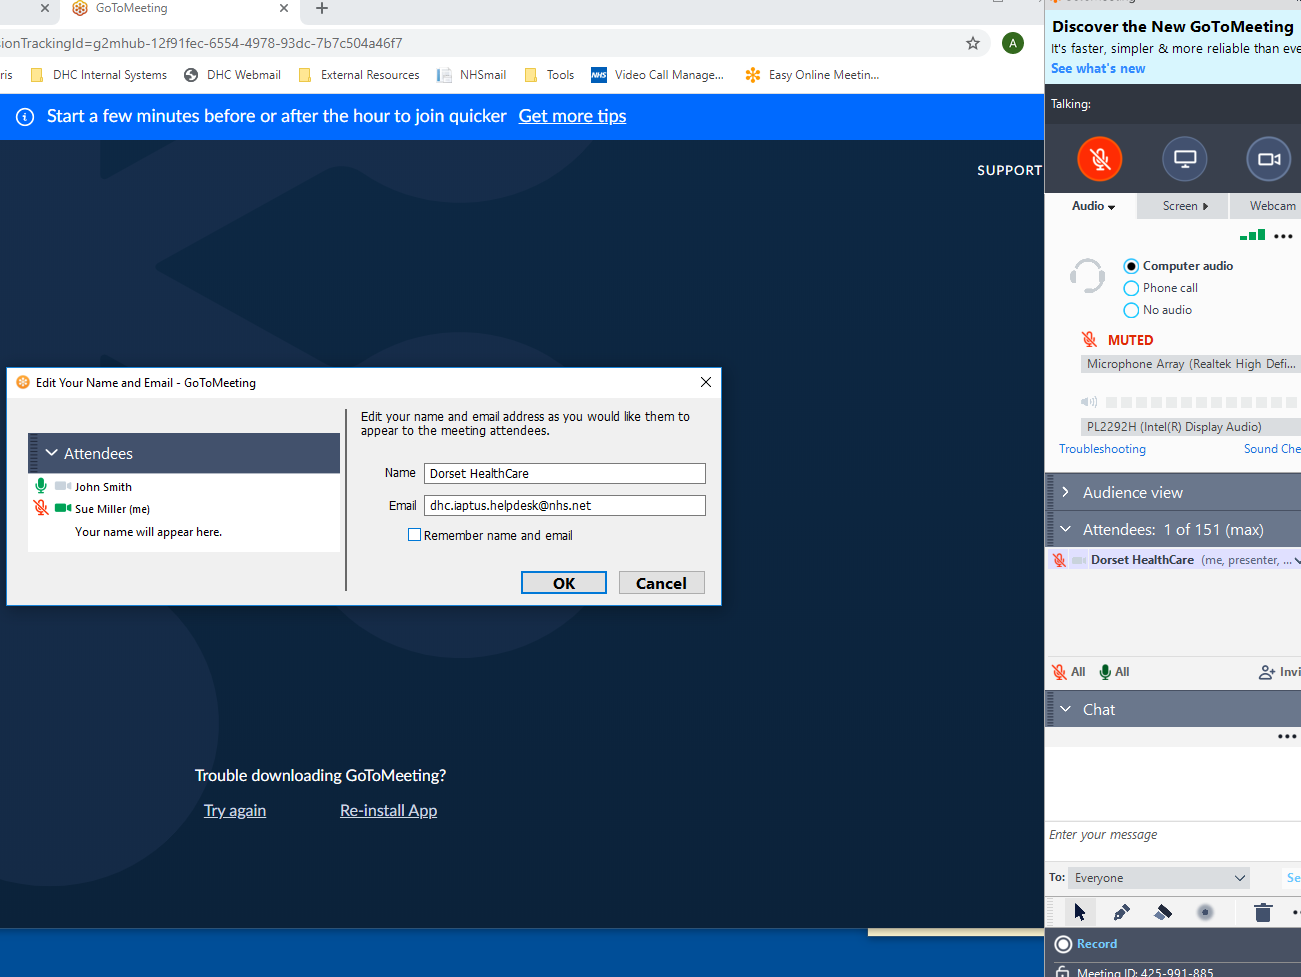 GoToMeeting
GoToMeeting
sionTrackingId=g2mhub-12f91fec-6554-4978-93dc-7b7c504a46f7
A
ris DHC Internal Systems DHC Webmail External Resources NHSmail Tools NHS Video Call Manage... Easy Online Meetin...
Start a few minutes before or after the hour to join quicker Get more tips
SUPPORT
Edit Your Name and Email - GoToMeeting
Attendees
John Smith
Sue Miller (me)
Your name will appear here.
Edit your name and email address as you would like them to
appear to the meeting attendees.
Name Dorset HealthCare
Email dhc.iaptus.helpdesk@nhs.net
Remember name and email
OK Cancel
Trouble downloading GoToMeeting?
Try again Re-install App
Discover the New GoToMeeting
It's faster, simpler & more reliable than eve
See what's new
Talking:
Audio Screen Webcam
Computer audio
Phone call
No audio
MUTED
Microphone Array (Realtek High Defi...
PL2292H (Intel(R) Display Audio)
Troubleshooting Sound Che
Audience view
Attendees: 1 of 151 (max)
Dorset HealthCare (me, presenter, ...
All All Invi
Chat
Enter your message
To: Everyone Se
Record
Meeting ID: 425-991-885